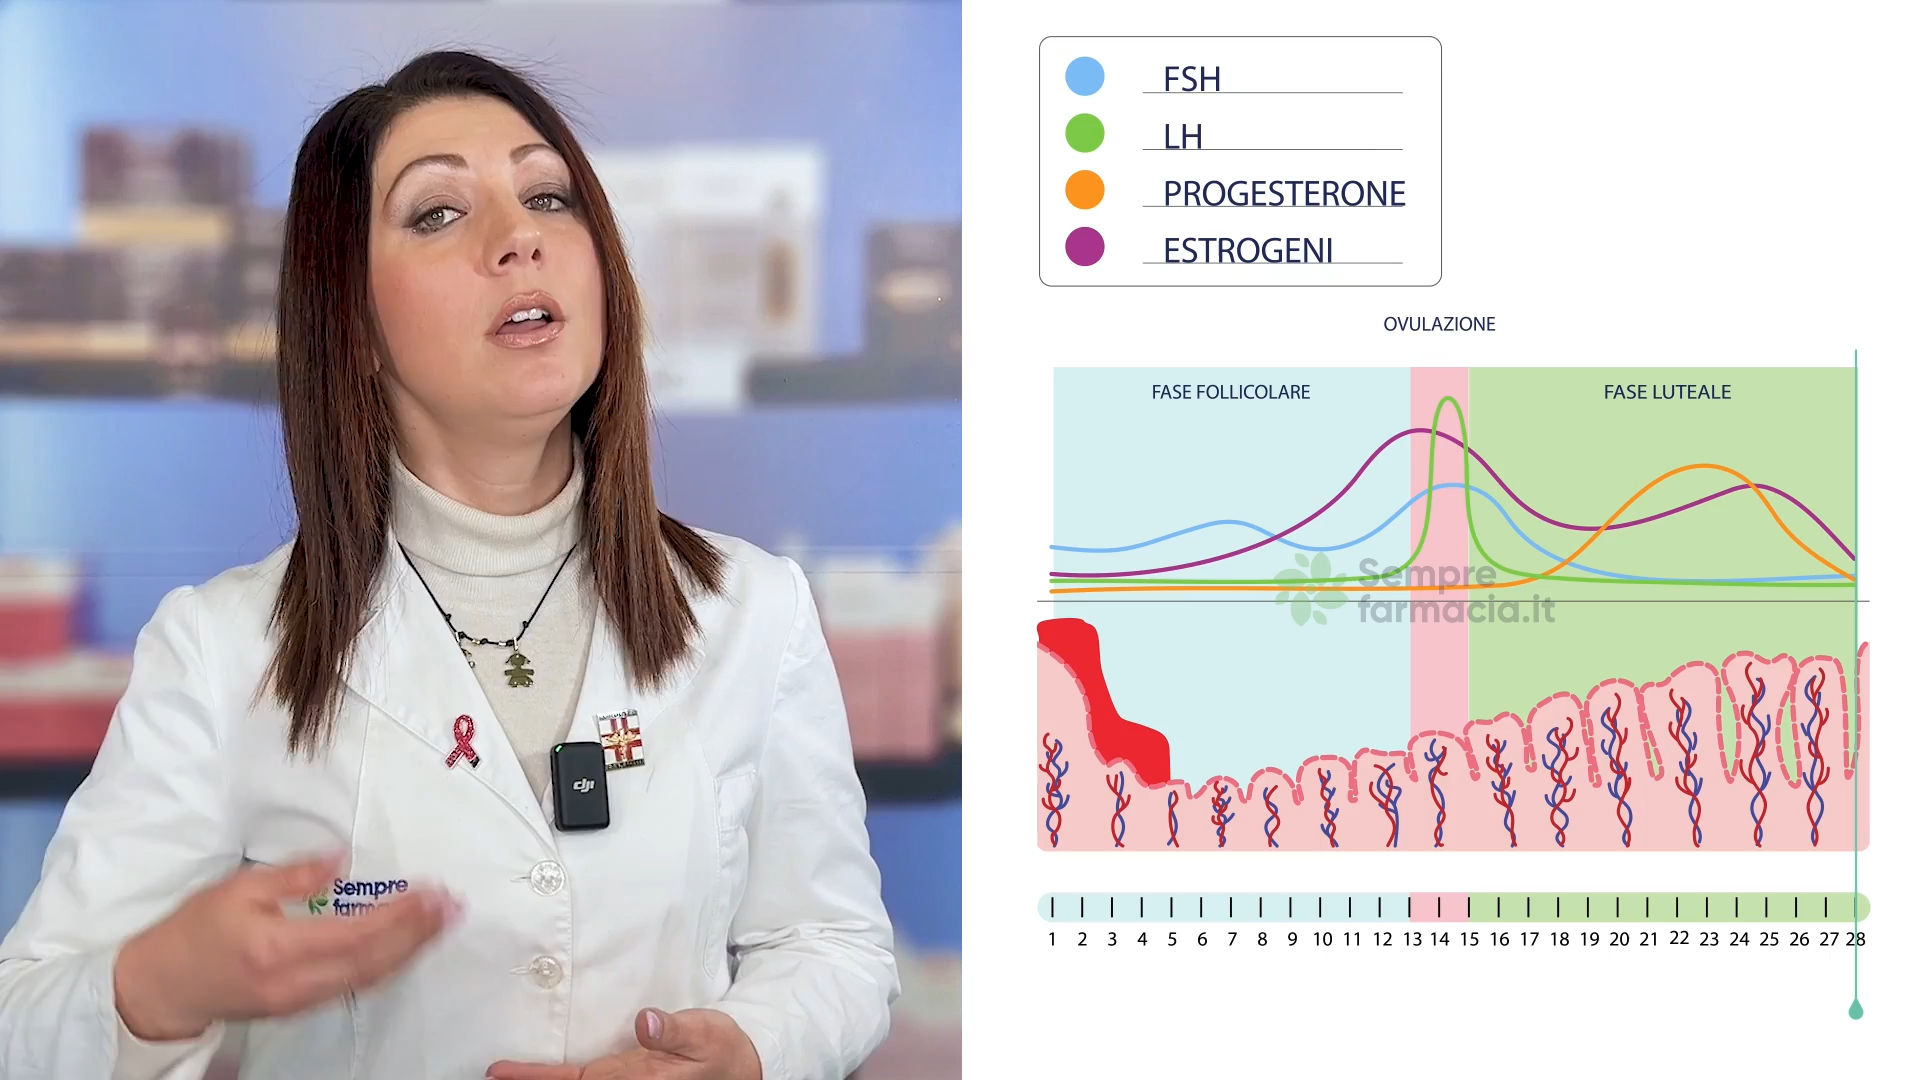 FSH
LH
PROGESTERONE
ESTROGENI
OVULAZIONE
FASE FOLLICOLARE
FASE LUTEALE
Sempre
farmacia.it
1 2 3 4 5 6 7 8 9 10 11 12 13 14 15 16 17 18 19 20 21 22 23 24 25 26 27 28
dji
Sempre